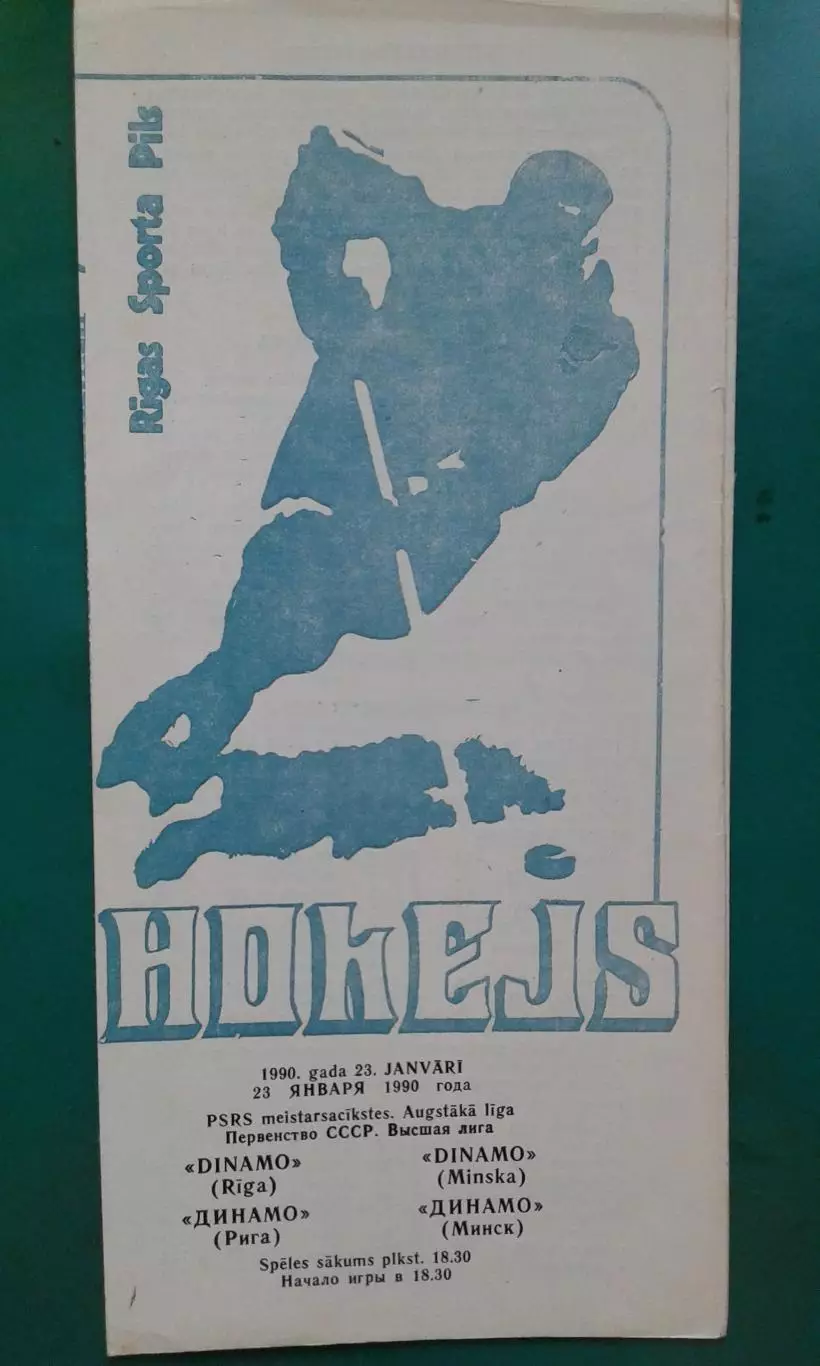 Rīgas Sporta Pils
HOKEJS
1990. gada 23. JANVĀRĪ
23 ЯНВАРЯ 1990 года
PSRS meistarsacīkstes. Augstākā līga
Первенство СССР. Высшая лига
«DINAMO» «DINAMO»
(Rīga) (Minska)
«ДИНАМО» «ДИНАМО»
(Рига) (Минск)
Spēles sākums plkst. 18.30
Начало игры в 18.30